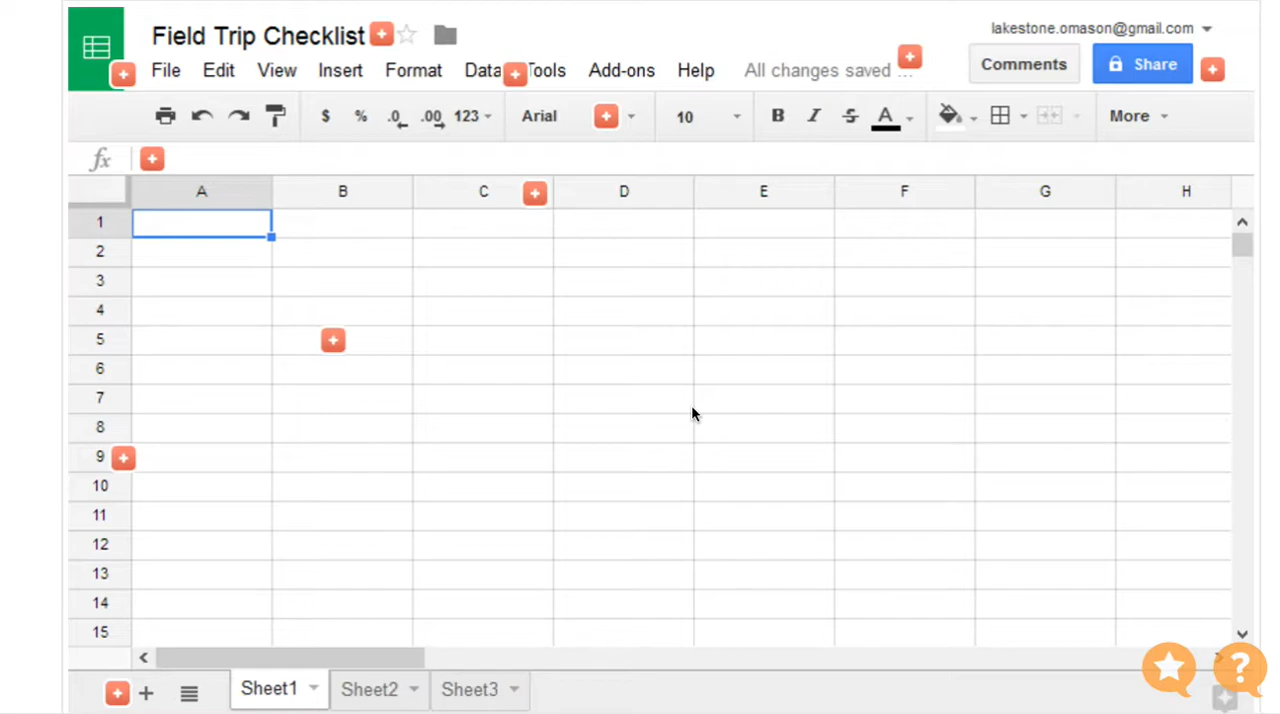 Field Trip Checklist
lakestone.omason@gmail.com
File Edit View Insert Format Data Tools Add-ons Help All changes saved ...
Comments
Share
$ % .0 .00 123 Arial 10 B I S A More
fx
A B C D E F G H
1
2
3
4
5
6
7
8
9
10
11
12
13
14
15
+ Sheet1 Sheet2 Sheet3
?